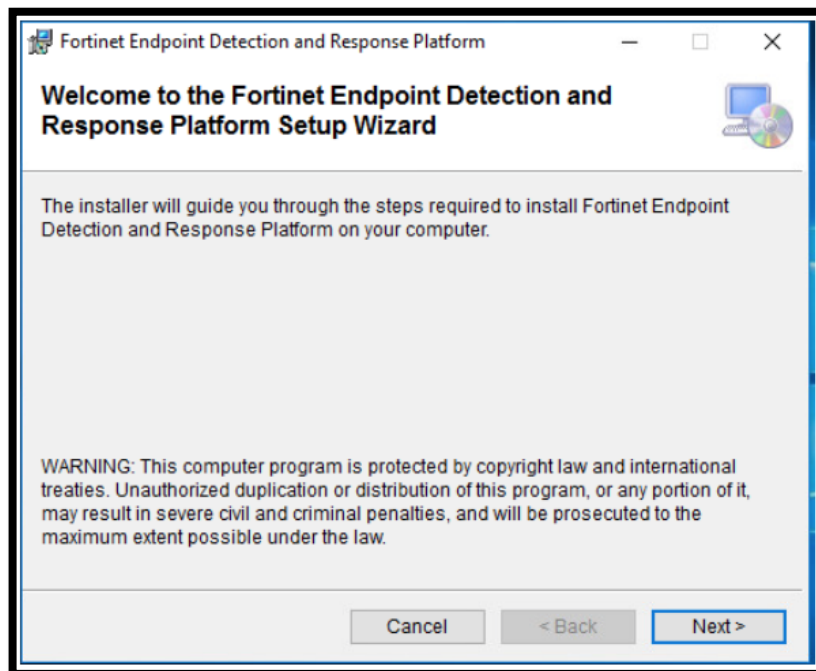 Fortinet Endpoint Detection and Response Platform
Welcome to the Fortinet Endpoint Detection and
Response Platform Setup Wizard
The installer will guide you through the steps required to install Fortinet Endpoint
Detection and Response Platform on your computer.
WARNING: This computer program is protected by copyright law and international
treaties. Unauthorized duplication or distribution of this program, or any portion of it,
may result in severe civil and criminal penalties, and will be prosecuted to the
maximum extent possible under the law.
Cancel
< Back
Next >